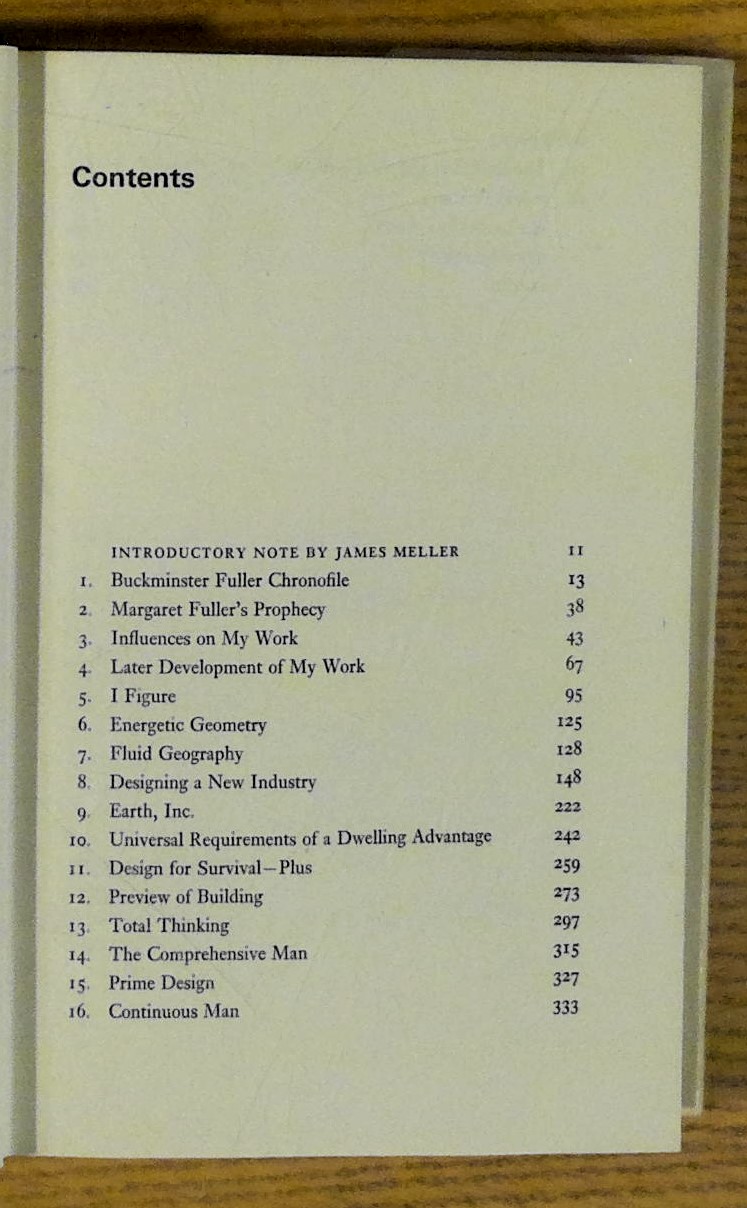 Contents
INTRODUCTORY NOTE BY JAMES MELLER 11
1. Buckminster Fuller Chronofile 13
2. Margaret Fuller's Prophecy 38
3. Influences on My Work 43
4. Later Development of My Work 67
5. I Figure 95
6. Energetic Geometry 125
7. Fluid Geography 128
8. Designing a New Industry 148
9. Earth, Inc. 222
10. Universal Requirements of a Dwelling Advantage 242
11. Design for Survival—Plus 259
12. Preview of Building 273
13. Total Thinking 297
14. The Comprehensive Man 315
15. Prime Design 327
16. Continuous Man 333